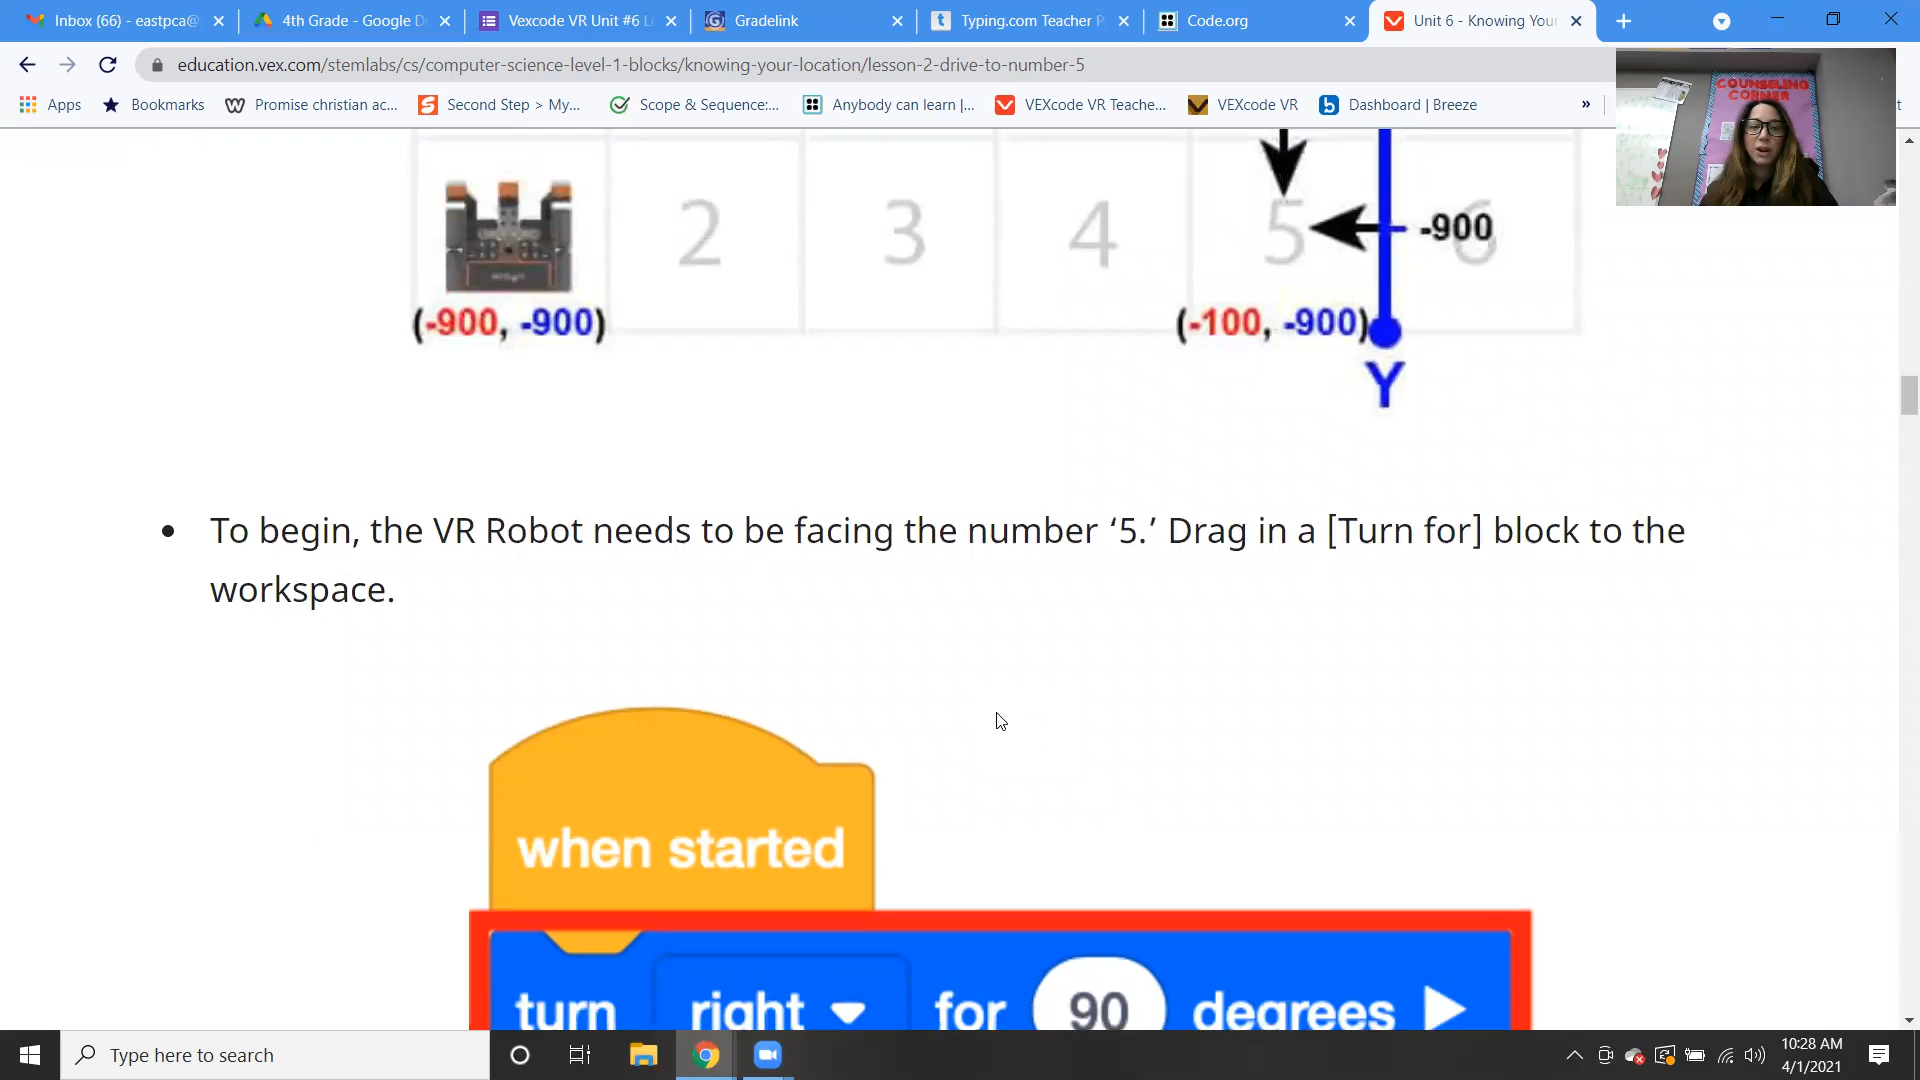 Inbox (66) - eastpca@
4th Grade - Google D
Vexcode VR Unit #6 L
Gradelink
Typing.com Teacher P
Code.org
Unit 6 - Knowing Your
education.vex.com/stemlabs/cs/computer-science-level-1-blocks/knowing-your-location/lesson-2-drive-to-number-5
Apps
Bookmarks
Promise christian ac...
Second Step > My...
Scope & Sequence:...
Anybody can learn |...
VEXcode VR Teache...
VEXcode VR
Dashboard | Breeze
»
COUNSELING
CORNER
2 3 4 5 6
-900
(-900, -900)
(-100, -900)
Y
• To begin, the VR Robot needs to be facing the number ‘5.’ Drag in a [Turn for] block to the
workspace.
when started
turn right for 90 degrees
Type here to search
10:28 AM
4/1/2021